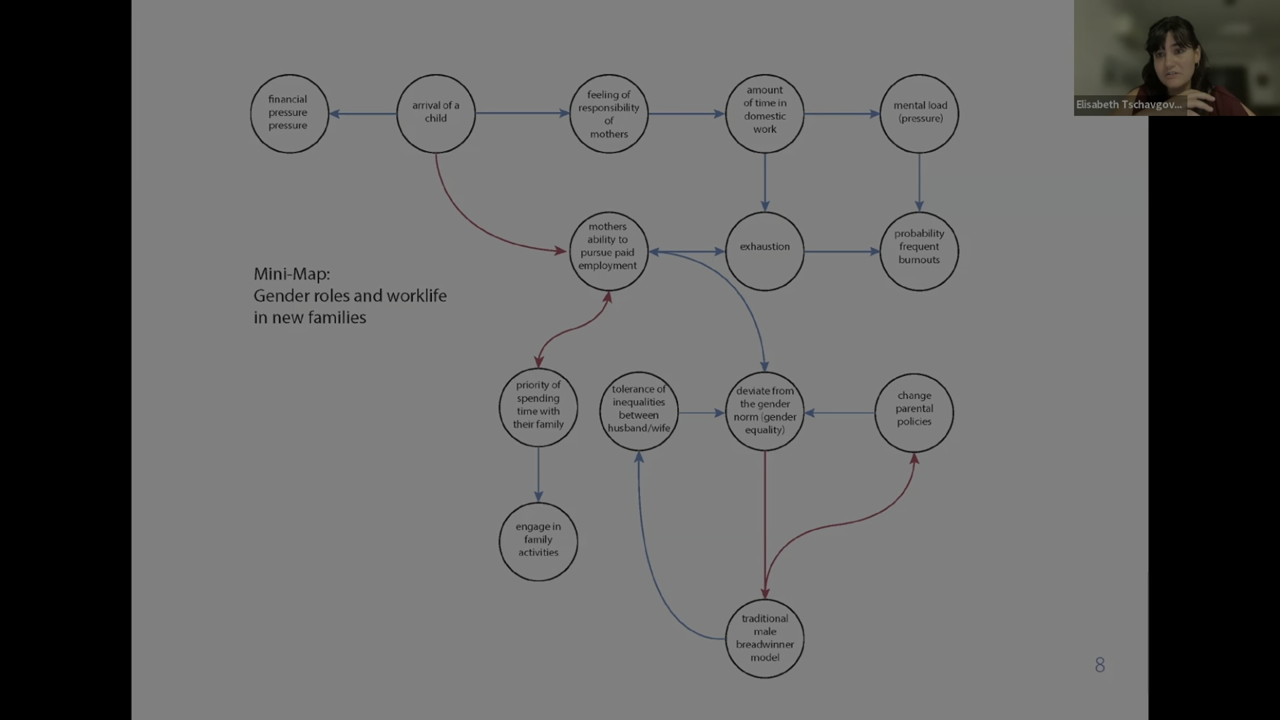 Elisabeth Tschavgov...
financial
pressure
pressure
arrival of a
child
feeling of
responsibility
of
mothers
amount
of time in
domestic
work
mental load
(pressure)
mothers
ability to
pursue paid
employment
exhaustion
probability
frequent
burnouts
Mini-Map:
Gender roles and worklife
in new families
priority of
spending
time with
their family
tolerance of
inequalities
between
husband/wife
deviate from
the gender
norm (gender
equality)
change
parental
policies
engage in
family
activities
traditional
male
breadwinner
model
8